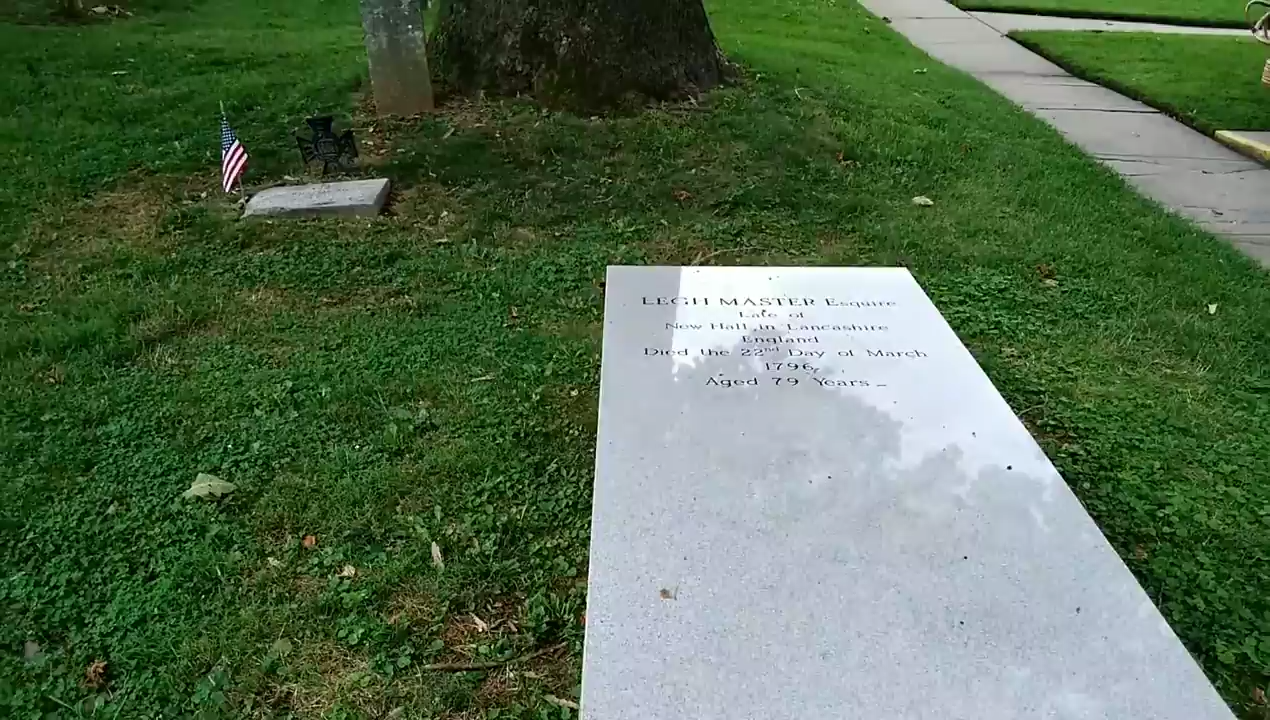 LEGH MASTER Esquire
Late of
New Hall in Lancashire
England
Died the 22nd Day of March
1796
Aged 79 Years